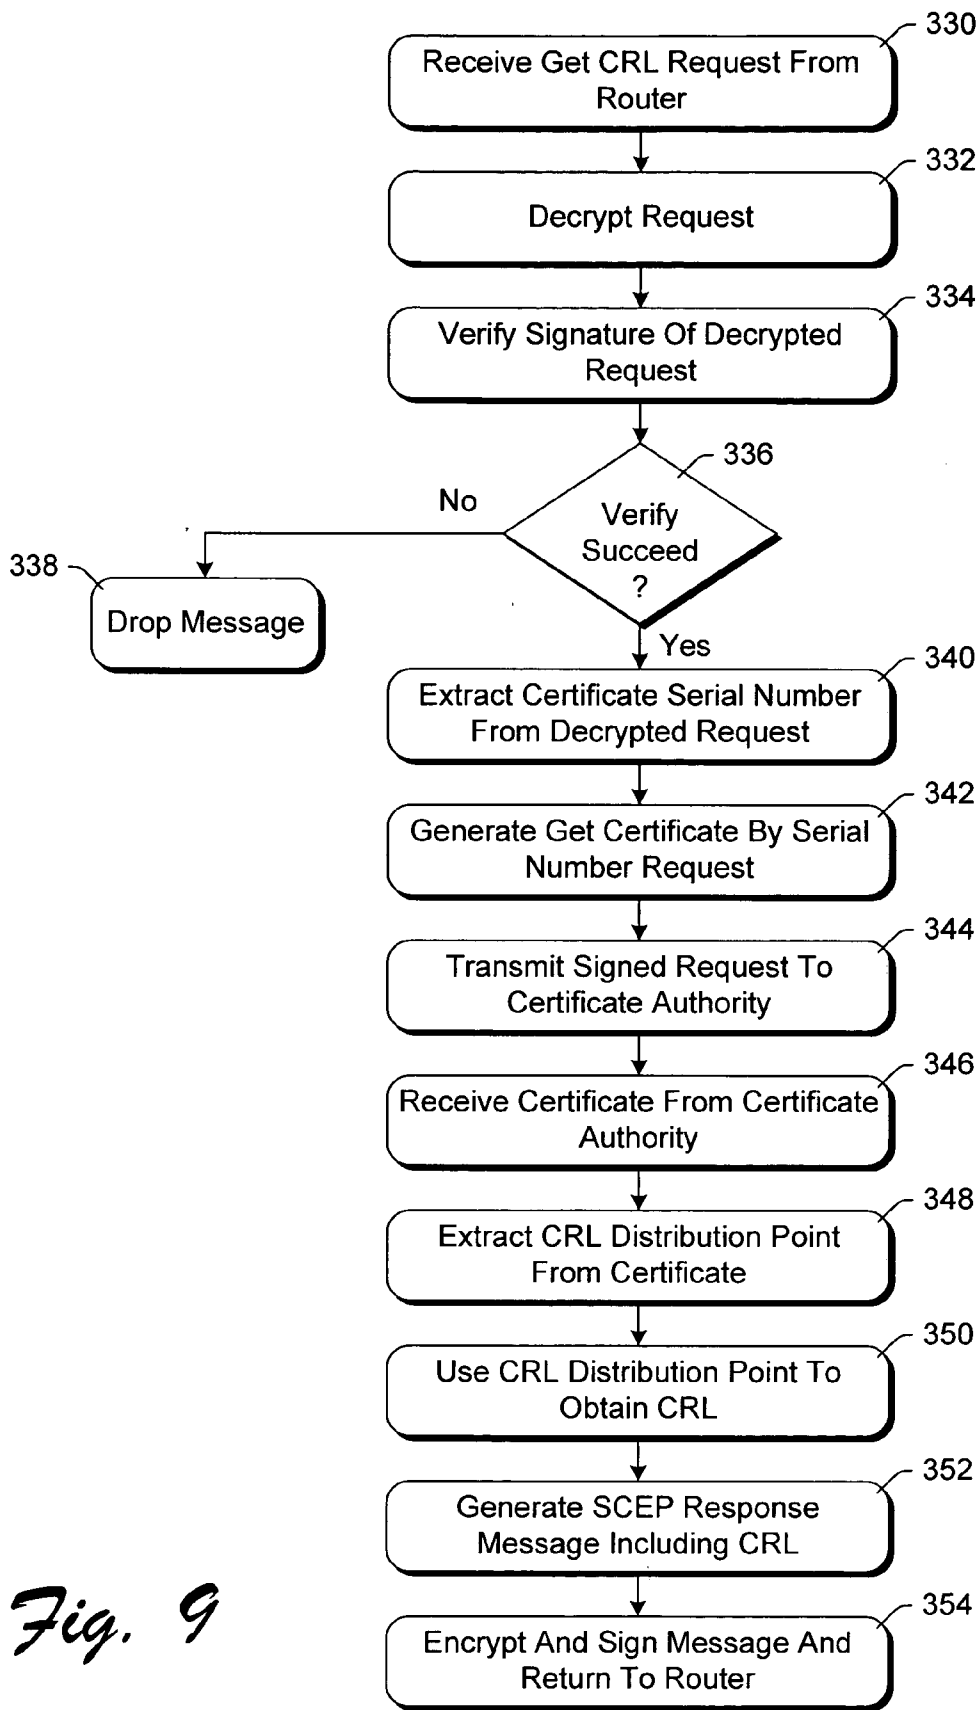 330
Receive Get CRL Request From
Router
332
Decrypt Request
334
Verify Signature Of Decrypted
Request
336
Verify
Succeed
?
No
338
Drop Message
Yes
340
Extract Certificate Serial Number
From Decrypted Request
342
Generate Get Certificate By Serial
Number Request
344
Transmit Signed Request To
Certificate Authority
346
Receive Certificate From Certificate
Authority
348
Extract CRL Distribution Point
From Certificate
350
Use CRL Distribution Point To
Obtain CRL
352
Generate SCEP Response
Message Including CRL
354
Encrypt And Sign Message And
Return To Router
Fig. 9